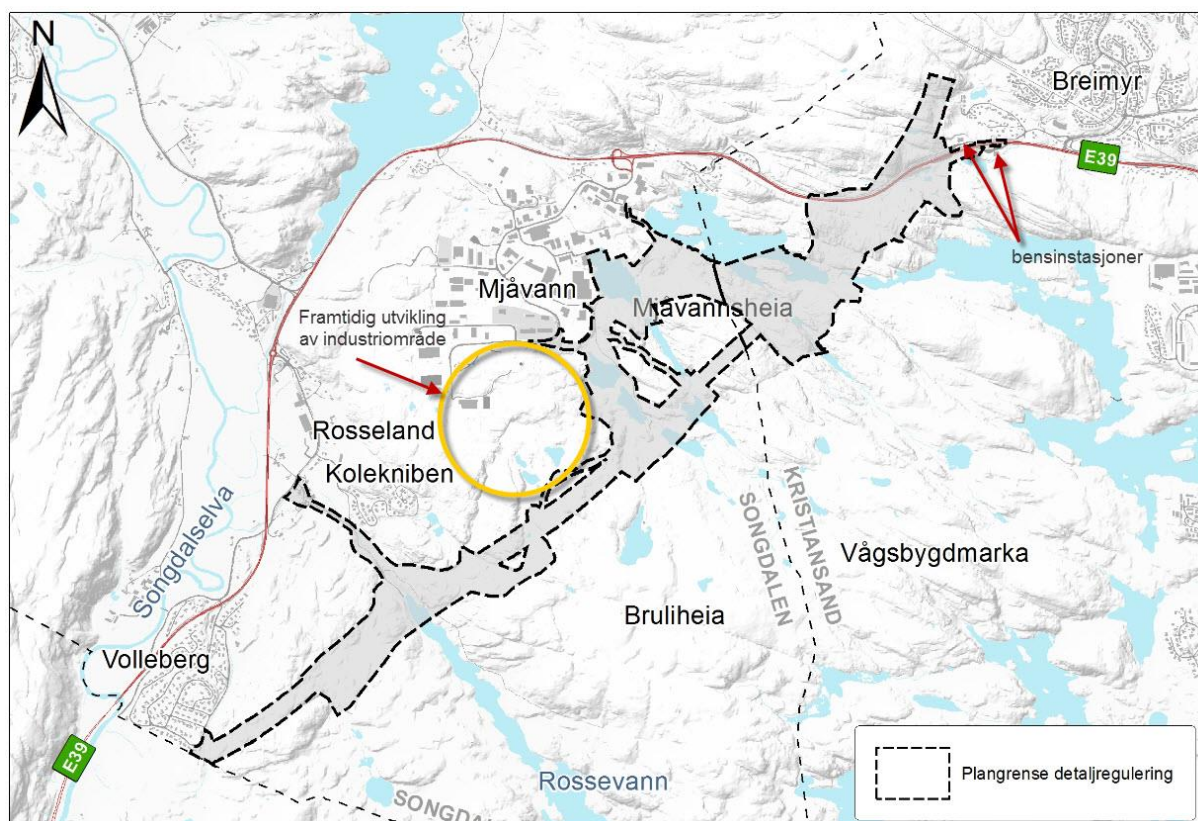 N
Breimyr
E39
bensinstasjoner
Mjåvann
Mjåvannsheia
Framtidig utvikling
av industriområde
Rosseland
Kolekniben
Songdalselva
SONGDALEN
KRISTIANSAND
Vågsbygdmarka
Bruliheia
Volleberg
E39
Rossevann
SONGDALEN
Plangrense detaljregulering